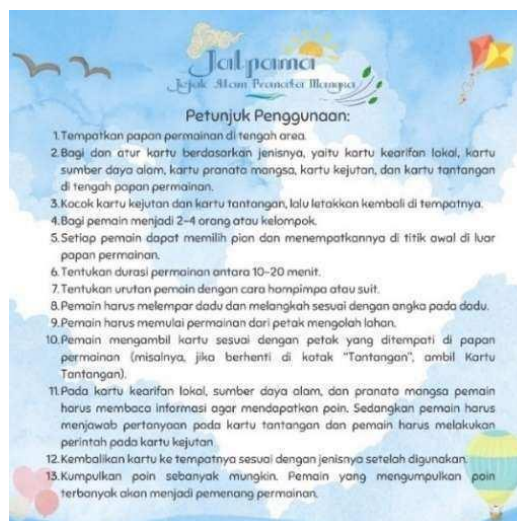 Jatpama
Jejak Alam Pranata Mangsa
Petunjuk Penggunaan:
1.Tempatkan papan permainan di tengah area.
2.Bagi dan atur kartu berdasarkan jenisnya, yaitu kartu kearifan lokal, kartu
sumber daya alam, kartu pranata mangsa, kartu kejutan, dan kartu tantangan
di tengah papan permainan.
3.Kocok kartu kejutan dan kartu tantangan, lalu letakkan kembali di tempatnya.
4.Bagi pemain menjadi 2-4 orang atau kelompok.
5.Setiap pemain dapat memilih pion dan menempatkannya di titik awal di luar
papan permainan.
6.Tentukan durasi permainan antara 10-20 menit.
7.Tentukan urutan pemain dengan cara hompimpa atau suit.
8.Pemain harus melempar dadu dan melangkah sesuai dengan angka pada dadu.
9.Pemain harus memulai permainan dari petak mengolah lahan.
10.Pemain mengambil kartu sesuai dengan petak yang ditempati di papan
permainan (misalnya, jika berhenti di kotak "Tantangan", ambil Kartu
Tantangan).
11.Pada kartu kearifan lokal, sumber daya alam, dan pranata mangsa pemain
harus membaca informasi agar mendapatkan poin. Sedangkan pemain harus
menjawab pertanyaan pada kartu tantangan dan pemain harus melakukan
perintah pada kartu kejutan
12.Kembalikan kartu ke tempatnya sesuai dengan jenisnya setelah digunakan.
13.Kumpulkan poin sebanyak mungkin. Pemain yang mengumpulkan poin
terbanyak akan menjadi pemenang permainan.